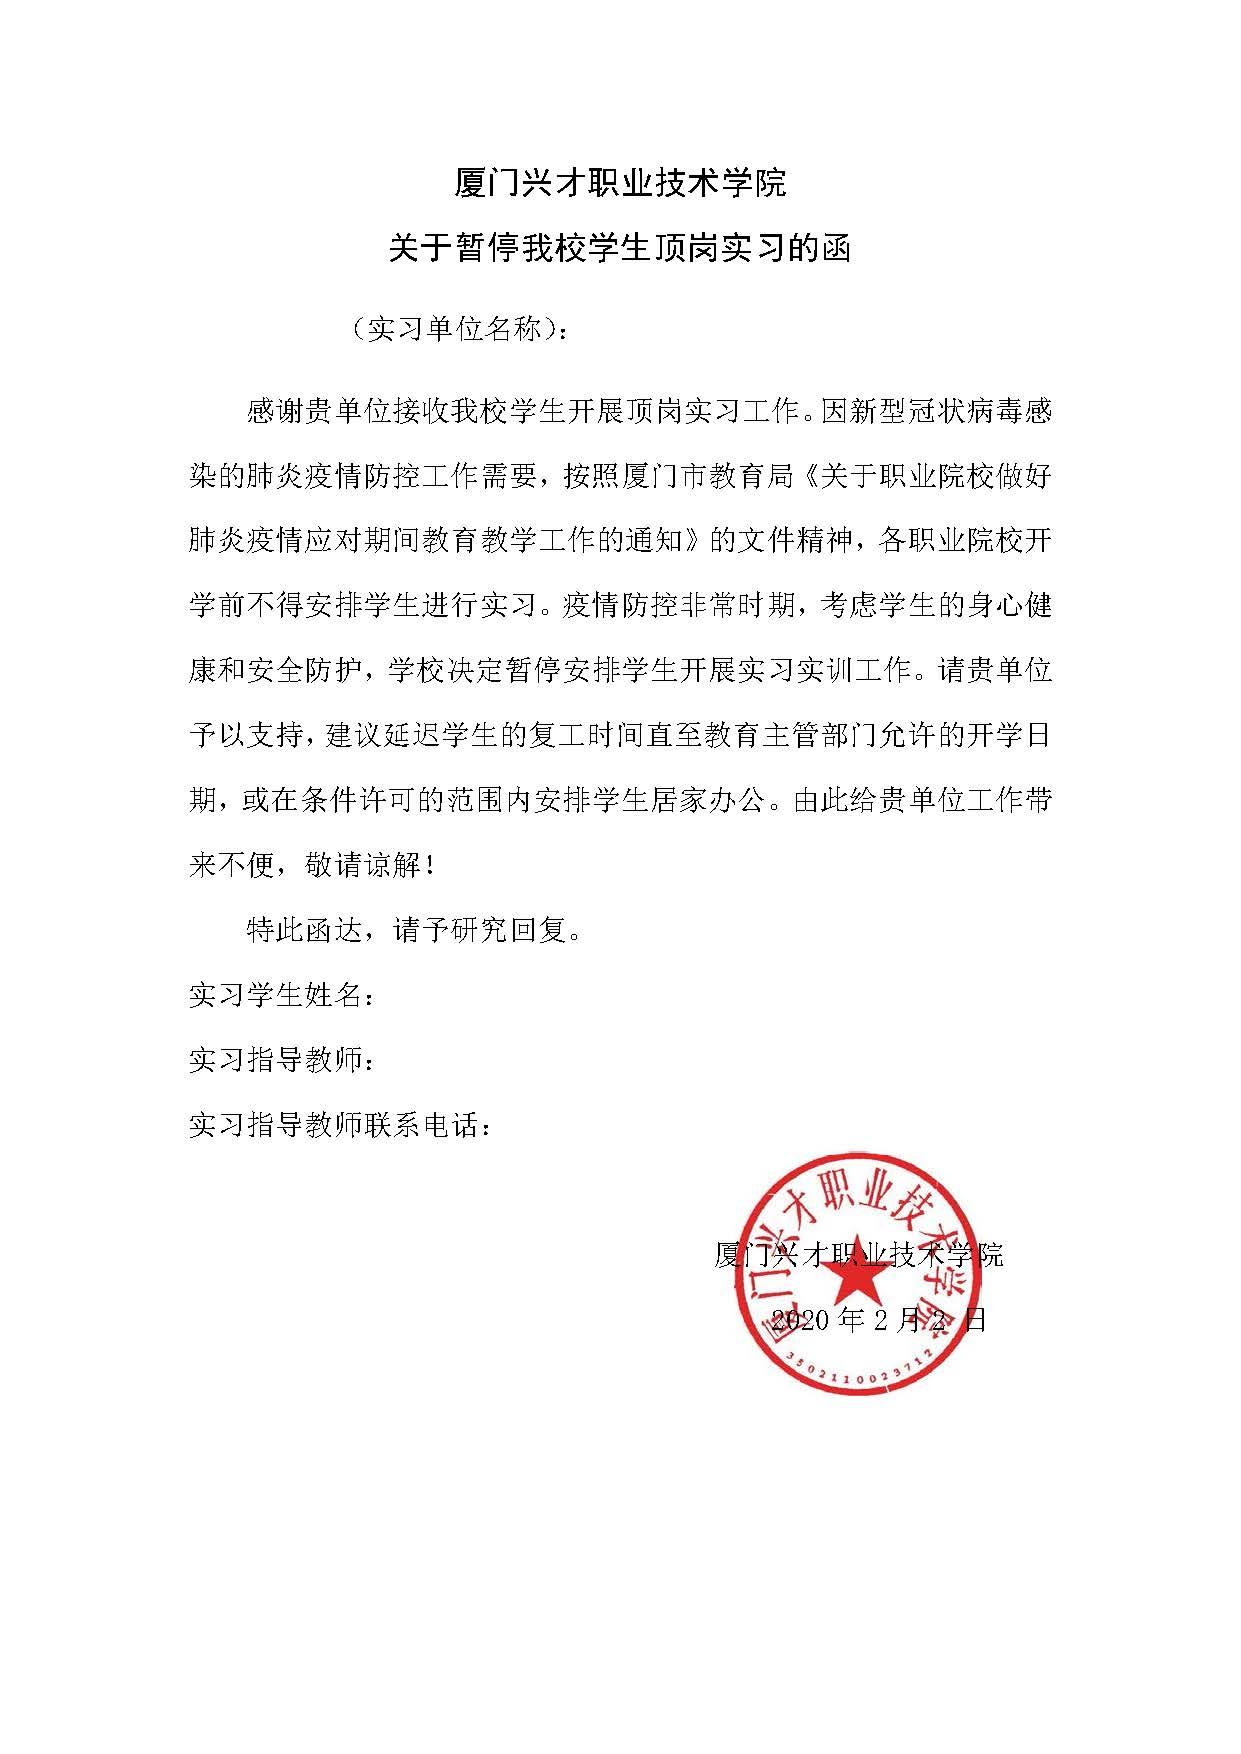 厦门兴才职业技术学院
关于暂停我校学生顶岗实习的函
（实习单位名称）：
感谢贵单位接收我校学生开展顶岗实习工作。因新型冠状病毒感
染的肺炎疫情防控工作需要，按照厦门市教育局《关于职业院校做好
肺炎疫情应对期间教育教学工作的通知》的文件精神，各职业院校开
学前不得安排学生进行实习。疫情防控非常时期，考虑学生的身心健
康和安全防护，学校决定暂停安排学生开展实习实训工作。请贵单位
予以支持，建议延迟学生的复工时间直至教育主管部门允许的开学日
期，或在条件许可的范围内安排学生居家办公。由此给贵单位工作带
来不便，敬请谅解！
特此函达，请予研究回复。
实习学生姓名：
实习指导教师：
实习指导教师联系电话：
厦门兴才职业技术学院
2020 年 2 月 2 日
厦门兴才职业技术学院
3502110023712